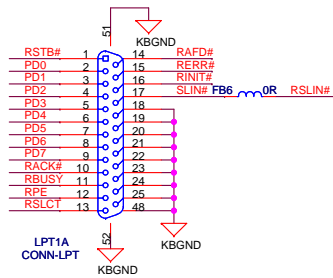 51
KBGND
RSTB# 1 14 RAFD#
PD0 2 15 RERR#
PD1 3 16 RINIT#
PD2 4 17 SLIN# FB6 0R RSLIN#
PD3 5 18
PD4 6 19
PD5 7 20
PD6 8 21
PD7 9 22
RACK# 10 23
RBUSY 11 24
RPE 12 25
RSLCT 13 48
KBGND
LPT1A
CONN-LPT
52
KBGND